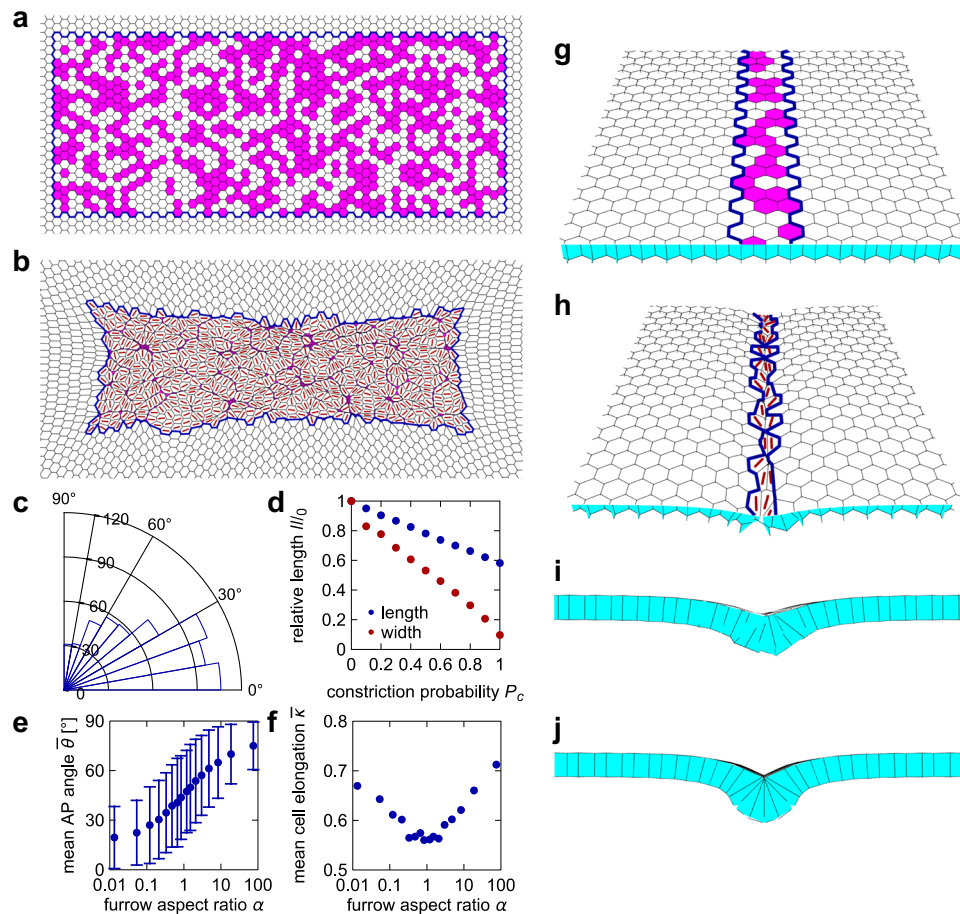 a
b
c
90°
120
60°
90
60
30°
30
0
0°
d
relative length l/l0
1
0.8
0.6
0.4
0.2
0
length
width
0 0.2 0.4 0.6 0.8 1
constriction probability Pc
e
mean AP angle θ̅ [°]
90
60
30
0
0.01 0.1 1 10 100
furrow aspect ratio α
f
mean cell elongation κ̅
0.8
0.7
0.6
0.5
0.01 0.1 1 10 100
furrow aspect ratio α
g
h
i
j